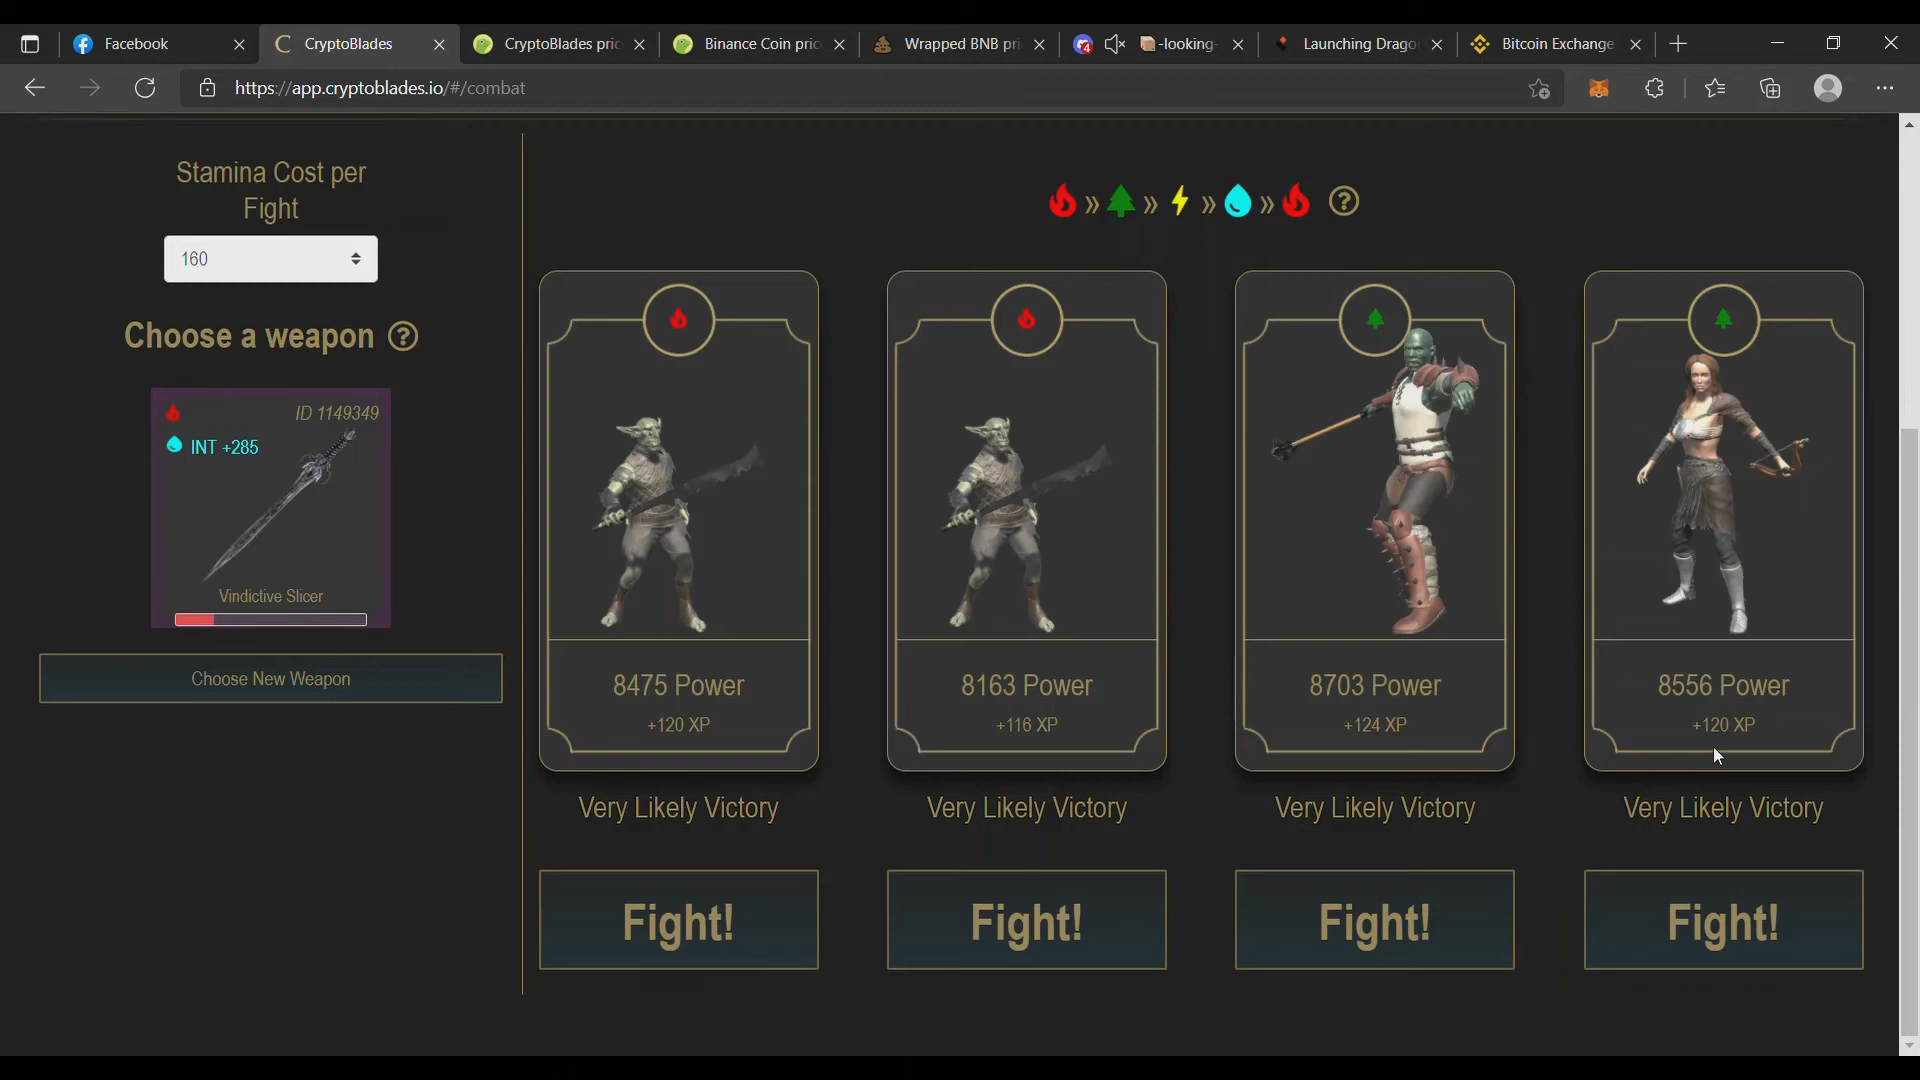 Facebook
CryptoBlades
CryptoBlades pric
Binance Coin pric
Wrapped BNB pri
4
-looking-
Launching Drago
Bitcoin Exchange
https://app.cryptoblades.io/#/combat
Stamina Cost per
Fight
160
Choose a weapon ?
ID 1149349
INT +285
Vindictive Slicer
Choose New Weapon
» » » » ?
8475 Power
+120 XP
Very Likely Victory
Fight!
8163 Power
+116 XP
Very Likely Victory
Fight!
8703 Power
+124 XP
Very Likely Victory
Fight!
8556 Power
+120 XP
Very Likely Victory
Fight!